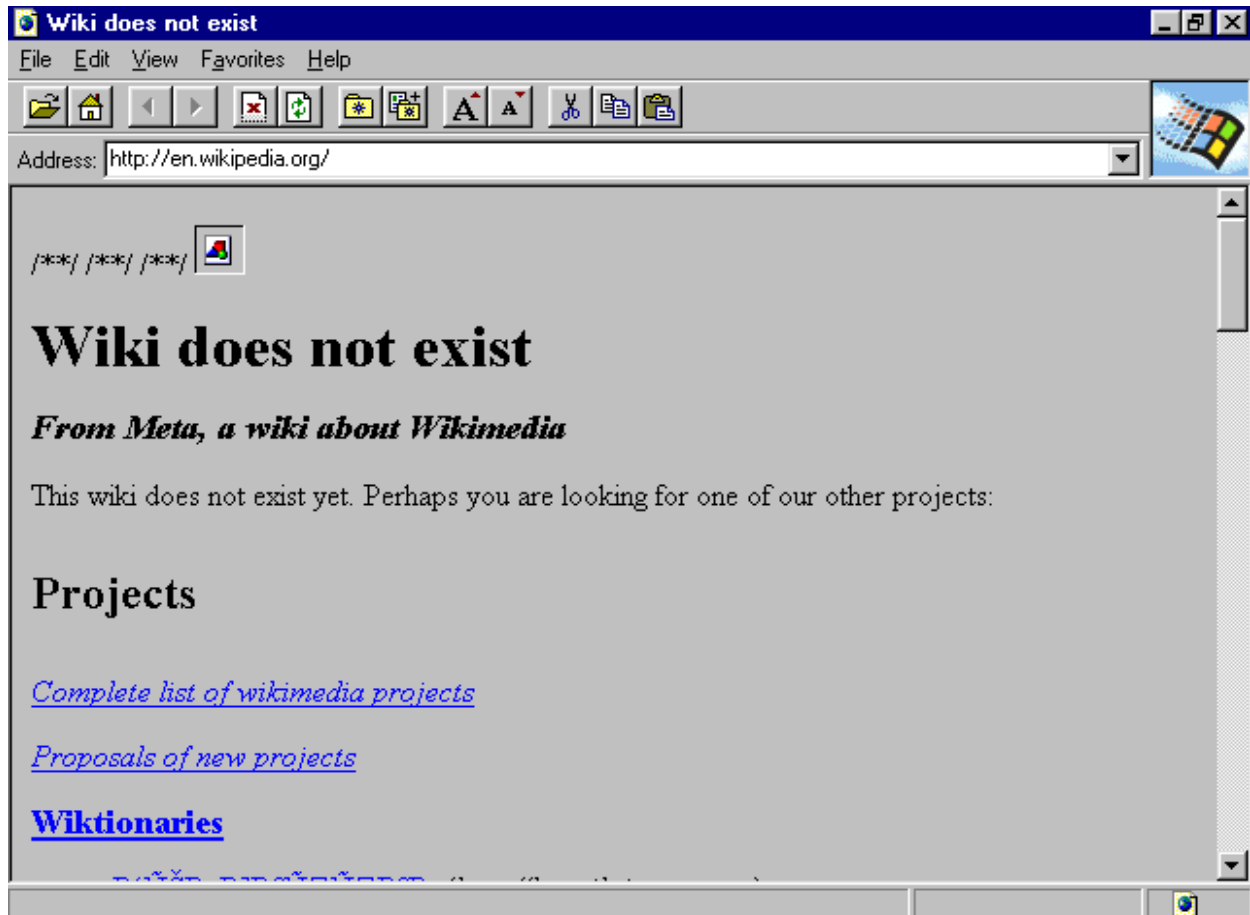 Wiki does not exist
File Edit View Favorites Help
Address: http://en.wikipedia.org/
/**/ /**/ /**/
Wiki does not exist
From Meta, a wiki about Wikimedia
This wiki does not exist yet. Perhaps you are looking for one of our other projects:
Projects
Complete list of wikimedia projects
Proposals of new projects
Wiktionaries